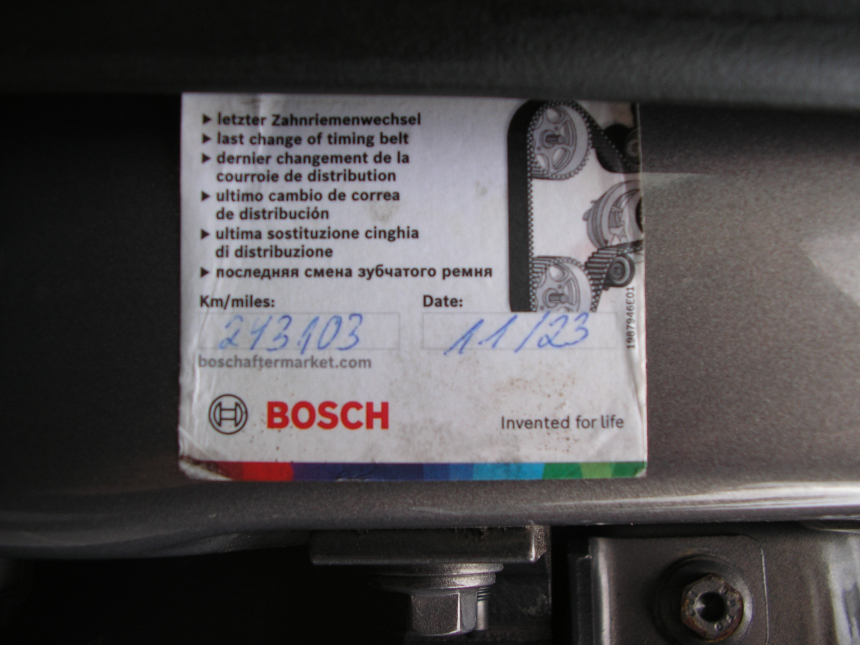 ▶ letzter Zahnriemenwechsel
▶ last change of timing belt
▶ dernier changement de la
courroie de distribution
▶ ultimo cambio de correa
de distribución
▶ ultima sostituzione cinghia
di distribuzione
▶ последняя смена зубчатого ремня
Km/miles: Date:
243103 11/23
boschaftermarket.com
1987946E01
BOSCH
Invented for life